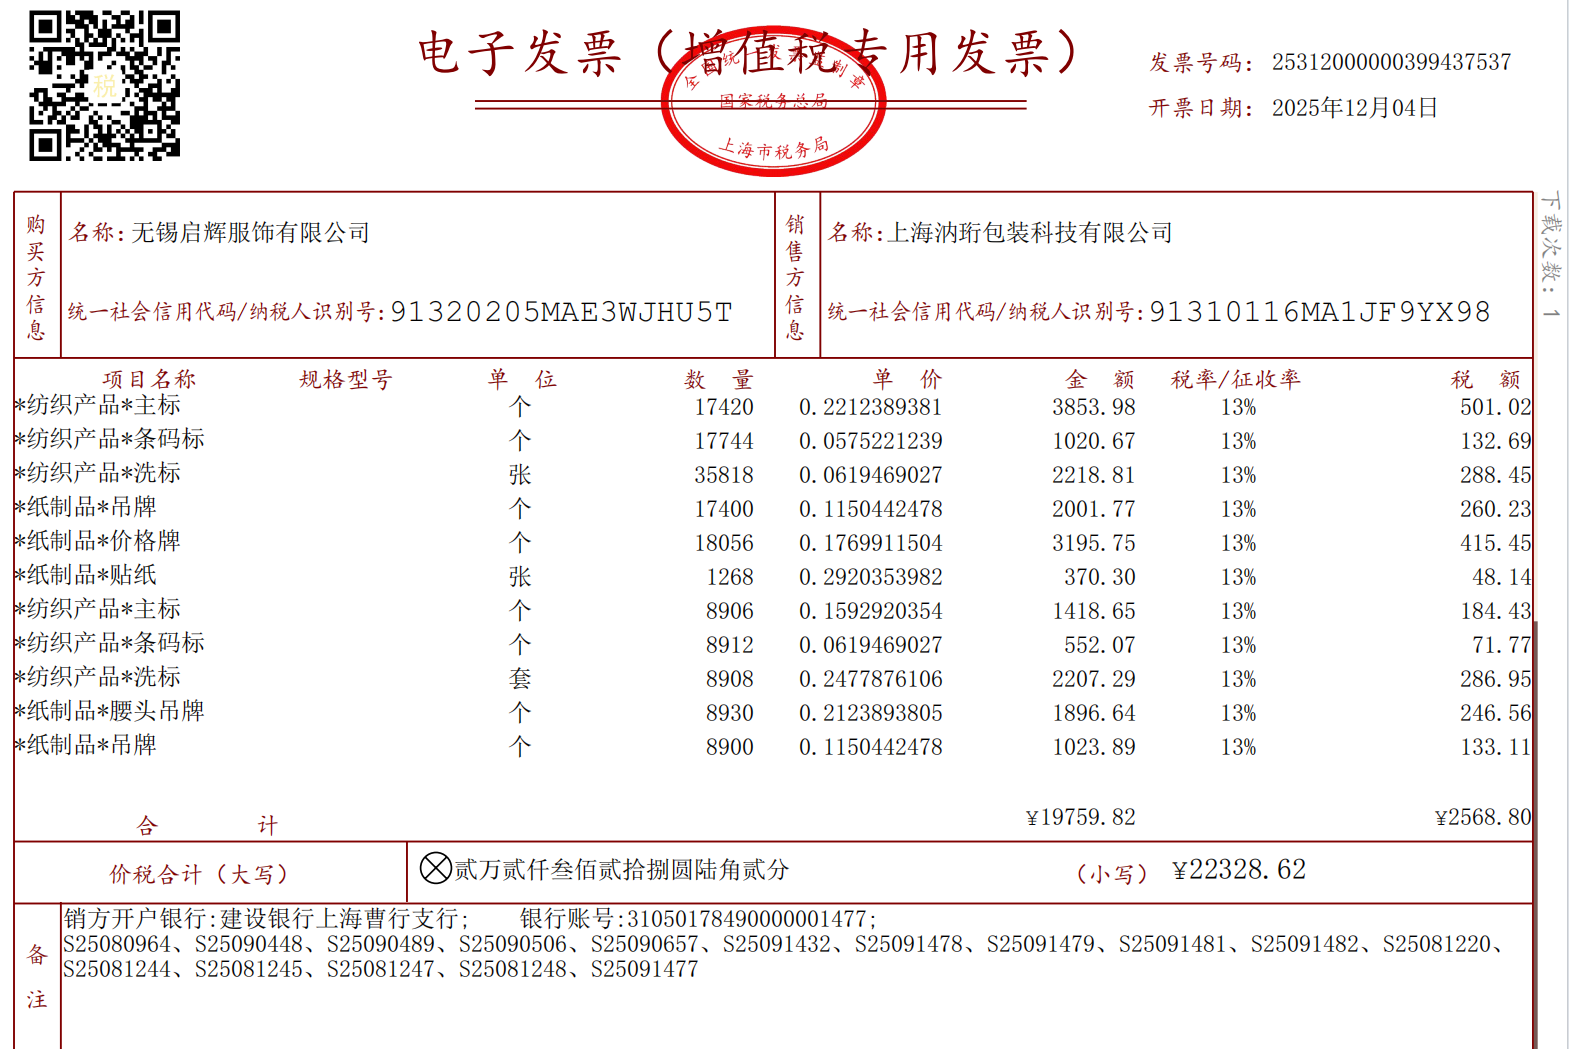 电子发票（增值税专用发票）
全国统一发票监制章
国家税务总局
上海市税务局
税
发票号码： 25312000000399437537
开票日期： 2025年12月04日
购买方信息
名称：无锡启辉服饰有限公司
统一社会信用代码/纳税人识别号：91320205MAE3WJHU5T
销售方信息
名称：上海汭珩包装科技有限公司
统一社会信用代码/纳税人识别号：91310116MA1JF9YX98
下载次数：1
项目名称 规格型号 单 位 数 量 单 价 金 额 税率/征收率 税 额
*纺织产品*主标 个 17420 0.2212389381 3853.98 13% 501.02
*纺织产品*条码标 个 17744 0.0575221239 1020.67 13% 132.69
*纺织产品*洗标 张 35818 0.0619469027 2218.81 13% 288.45
*纸制品*吊牌 个 17400 0.1150442478 2001.77 13% 260.23
*纸制品*价格牌 个 18056 0.1769911504 3195.75 13% 415.45
*纸制品*贴纸 张 1268 0.2920353982 370.30 13% 48.14
*纺织产品*主标 个 8906 0.1592920354 1418.65 13% 184.43
*纺织产品*条码标 个 8912 0.0619469027 552.07 13% 71.77
*纺织产品*洗标 套 8908 0.2477876106 2207.29 13% 286.95
*纸制品*腰头吊牌 个 8930 0.2123893805 1896.64 13% 246.56
*纸制品*吊牌 个 8900 0.1150442478 1023.89 13% 133.11
合 计 ¥19759.82 ¥2568.80
价税合计（大写） 贰万贰仟叁佰贰拾捌圆陆角贰分 （小写） ¥22328.62
备注
销方开户银行:建设银行上海曹行支行; 银行账号:31050178490000001477;
S25080964、S25090448、S25090489、S25090506、S25090657、S25091432、S25091478、S25091479、S25091481、S25091482、S25081220、
S25081244、S25081245、S25081247、S25081248、S25091477